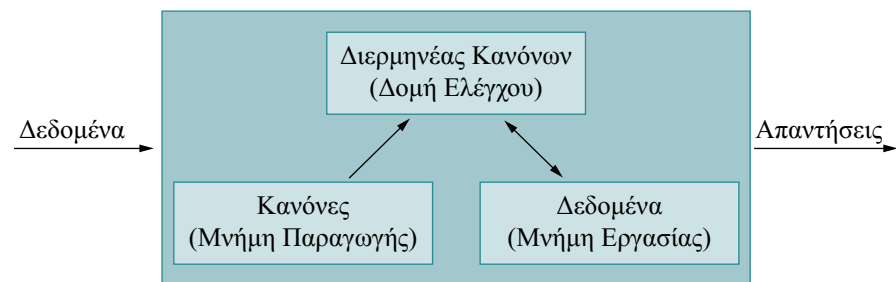 Διερμηνέας Κανόνων
(Δομή Ελέγχου)
Δεδομένα
Απαντήσεις
Κανόνες
(Μνήμη Παραγωγής)
Δεδομένα
(Μνήμη Εργασίας)